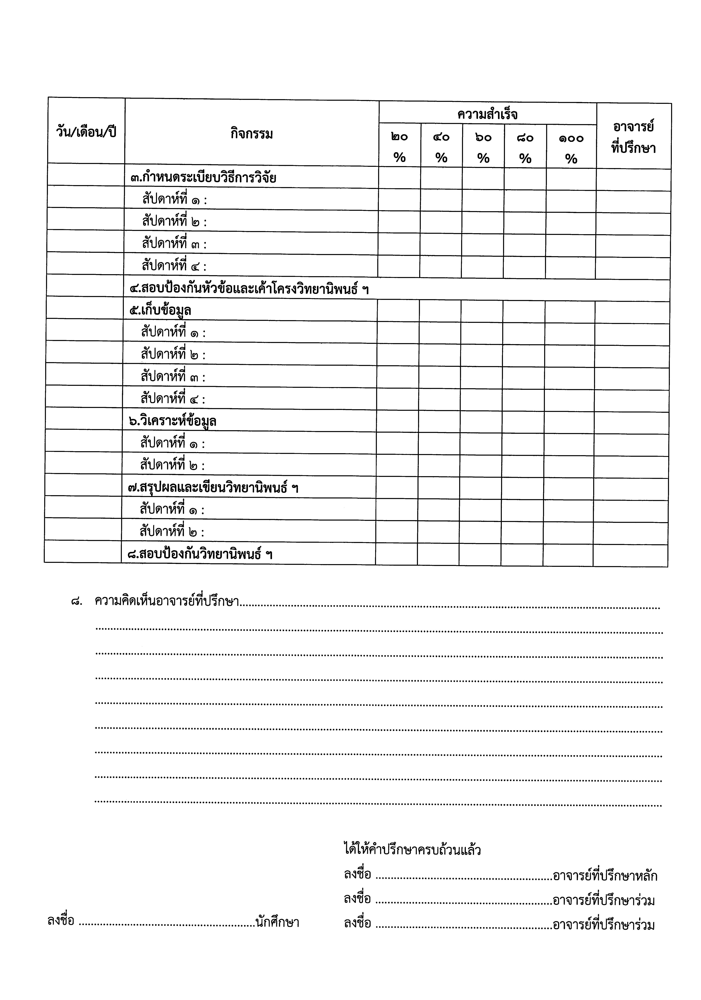 ความสำเร็จ
วัน/เดือน/ปี กิจกรรม ๒๐ % ๔๐ % ๖๐ % ๘๐ % ๑๐๐ % อาจารย์ที่ปรึกษา
๓.กำหนดระเบียบวิธีการวิจัย
สัปดาห์ที่ ๑ :
สัปดาห์ที่ ๒ :
สัปดาห์ที่ ๓ :
สัปดาห์ที่ ๔ :
๔.สอบป้องกันหัวข้อและเค้าโครงวิทยานิพนธ์ ฯ
๕.เก็บข้อมูล
สัปดาห์ที่ ๑ :
สัปดาห์ที่ ๒ :
สัปดาห์ที่ ๓ :
สัปดาห์ที่ ๔ :
๖.วิเคราะห์ข้อมูล
สัปดาห์ที่ ๑ :
สัปดาห์ที่ ๒ :
๗.สรุปผลและเขียนวิทยานิพนธ์ ฯ
สัปดาห์ที่ ๑ :
สัปดาห์ที่ ๒ :
๘.สอบป้องกันวิทยานิพนธ์ ฯ
๘. ความคิดเห็นอาจารย์ที่ปรึกษา..........
ได้ให้คำปรึกษาครบถ้วนแล้ว
ลงชื่อ ..........อาจารย์ที่ปรึกษาหลัก
ลงชื่อ ..........อาจารย์ที่ปรึกษาร่วม
ลงชื่อ ..........นักศึกษา ลงชื่อ ..........อาจารย์ที่ปรึกษาร่วม